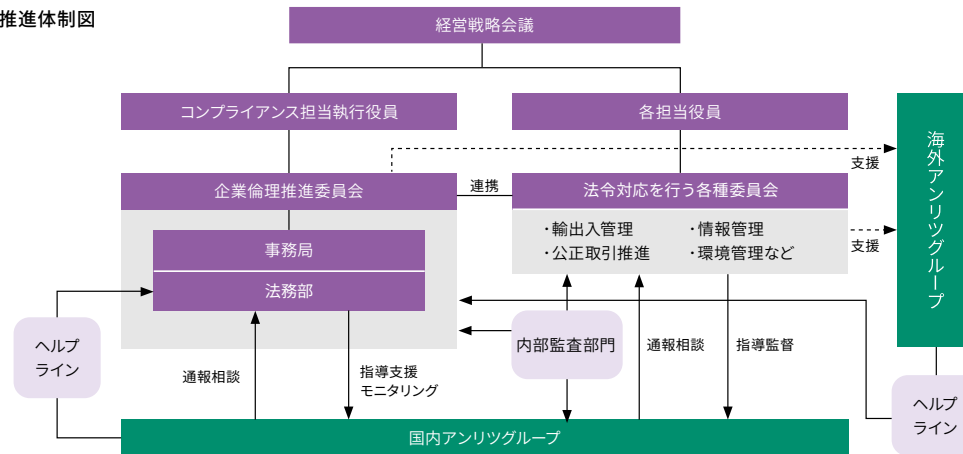 推進体制図
経営戦略会議
コンプライアンス担当執行役員
各担当役員
企業倫理推進委員会
連携
法令対応を行う各種委員会
支援
・輸出入管理
・情報管理
・公正取引推進
・環境管理など
支援
海外アンリツグループ
事務局
法務部
ヘルプ
ライン
通報相談
指導支援
モニタリング
内部監査部門
通報相談
指導監督
ヘルプ
ライン
国内アンリツグループ